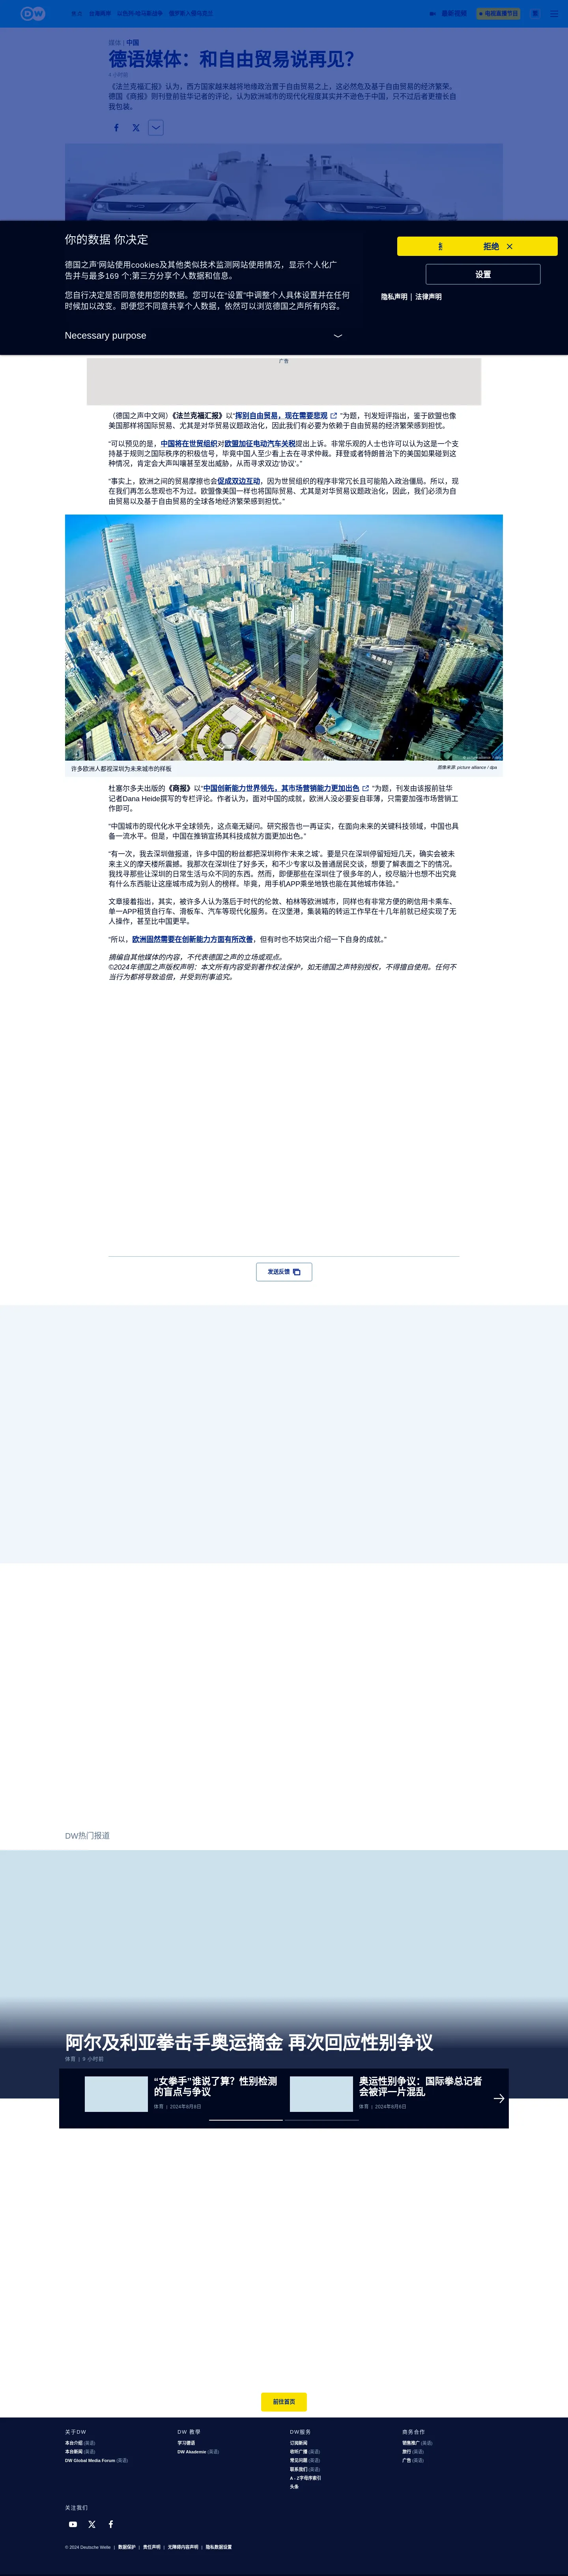 DW
最新视频
电视直播节目
媒体 | 中国
德语媒体：和自由贸易说再见？
《法兰克福汇报》认为，西方国家越来越将地缘政治置于自由贸易之上，这必然危及基于自由贸易的全球经济繁荣。
德国《商报》则刊登前驻华记者的评论，认为欧洲城市的现代化程度其实并不逊色于中国，只不过后者更擅长自
我包装。
你的数据 你决定
德国之声'网站使用cookies及其他类似技术监测网站使用情况，显示个人化广
告并与最多169 个;第三方分享个人数据和信息。
您自行决定是否同意使用您的数据。您可以在"设置"中调整个人具体设置并在任何
时候加以改变。即便您不同意共享个人数据，依然可以浏览德国之声所有内容。
Necessary purpose
拒绝
设置
隐私声明 | 法律声明
广告
（德国之声中文网）《法兰克福汇报》以“挥别自由贸易，现在需要悲观”为题，刊发短评指出，鉴于欧盟也像
美国那样将国际贸易、尤其是对华贸易议题政治化，因此我们有必要为依赖于自由贸易的经济繁荣感到担忧。
“可以预见的是，中国将在世贸组织对欧盟加征电动汽车关税提出上诉。非常乐观的人士也许可以认为这是一个支
持基于规则之国际秩序的积极信号，毕竟中国人至少看上去在寻求仲裁。拜登或者特朗普治下的美国如果碰到这
种情况，肯定会大声叫嚷甚至发出威胁，从而寻求双边‘协议’。”
“事实上，欧洲之间的贸易摩擦也会促成双边互动，因为世贸组织的程序非常冗长且可能陷入政治僵局。所以，现
在我们再怎么悲观也不为过。欧盟像美国一样也将国际贸易、尤其是对华贸易议题政治化，因此，我们必须为自
由贸易以及基于自由贸易的全球各地经济繁荣感到担忧。”
许多欧洲人都视深圳为未来城市的样板
图像来源: picture alliance / dpa
杜塞尔多夫出版的《商报》以“中国创新能力世界领先，其市场营销能力更加出色”为题，刊发由该报前驻华
记者Dana Heide撰写的专栏评论。作者认为，面对中国的成就，欧洲人没必要妄自菲薄，只需要加强市场营销工
作即可。
“中国城市的现代化水平全球领先，这点毫无疑问。研究报告也一再证实，在面向未来的关键科技领域，中国也具
备一流水平。但是，中国在推销宣扬其科技成就方面更加出色。”
“有一次，我去深圳做报道，许多中国的粉丝都把深圳称作‘未来之城’。要是只在深圳停留短短几天，确实会被未
来主义的摩天楼所震撼。我那次在深圳住了好多天，和不少专家以及普通居民长谈，想要了解表面之下的情况。
我找寻那些让深圳的日常生活与众不同的东西。然而，即便那些在深圳住了很多年的人，绞尽脑汁也想不出究竟
有什么东西能让这座城市成为别人的榜样。毕竟，用手机APP乘坐地铁也能在其他城市体验。”
文章接着指出，其实，被许多人认为落后于时代的伦敦、柏林等欧洲城市，同样也有非常方便的刷信用卡乘车、
单一APP租赁自行车、滑板车、汽车等现代化服务。在汉堡港，集装箱的转运工作早在十几年前就已经实现了无
人操作，甚至比中国更早。
“所以，欧洲固然需要在创新能力方面有所改善，但有时也不妨突出介绍一下自身的成就。”
摘编自其他媒体的内容，不代表德国之声的立场或观点。
©2024年德国之声版权声明：本文所有内容受到著作权法保护，如无德国之声特别授权，不得擅自使用。任何不
当行为都将导致追偿，并受到刑事追究。
发送反馈
DW热门报道
阿尔及利亚拳击手奥运摘金 再次回应性别争议
体育 | 8 小时前
“女拳手”谁说了算？性别检测
的盲点与争议
体育 | 2024年8月6日
奥运性别争议：国际拳总记者
会被评一片混乱
体育 | 2024年8月6日
前往首页
关于DW
本台介绍 (英语)
本台新闻 (英语)
DW Global Media Forum (英语)
DW 教學
学习德语
DW Akademie (英语)
DW服务
订阅新闻
收听广播 (英语)
常见问题 (英语)
联系我们 (英语)
A - Z字母序索引
头条
商务合作
销售推广 (英语)
旅行 (英语)
广告 (英语)
关注我们
© 2024 Deutsche Welle | 数据保护 | 责任声明 | 无障碍内容声明 | 隐私数据设置